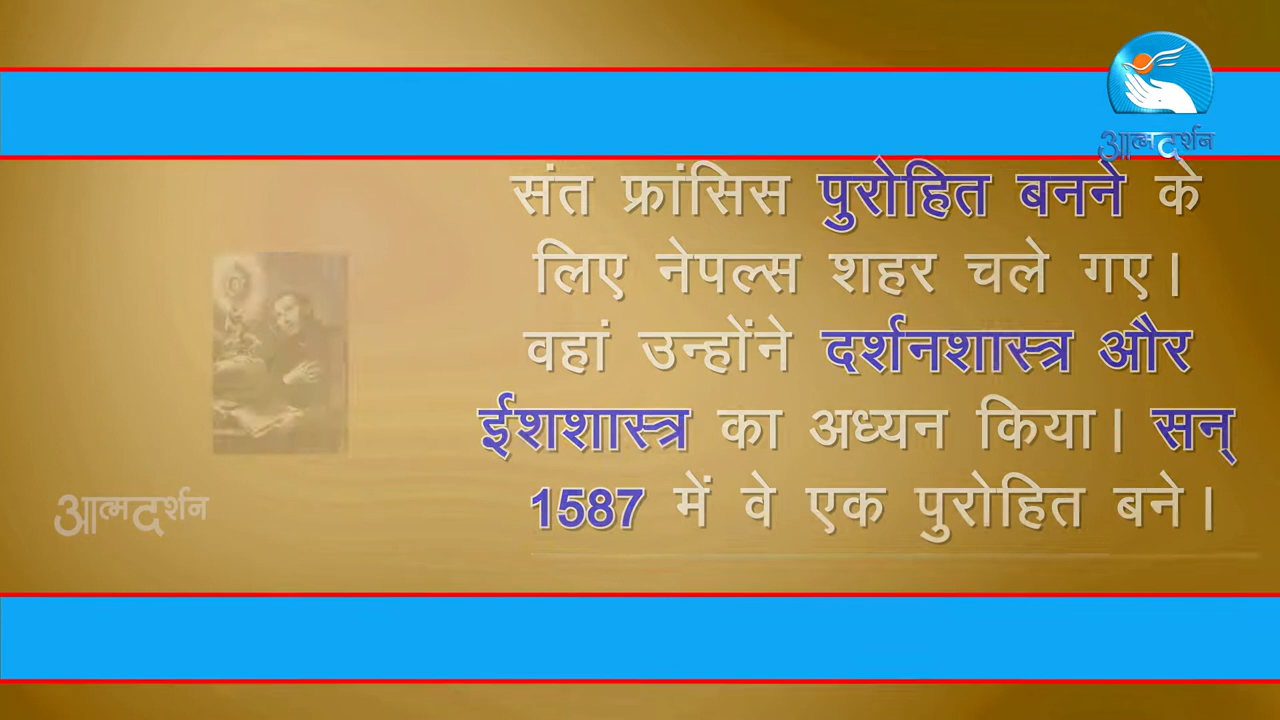 आत्मदर्शन
संत फ्रांसिस पुरोहित बनने के
लिए नेपल्स शहर चले गए।
वहां उन्होंने दर्शनशास्त्र और
ईशशास्त्र का अध्यन किया। सन्
1587 में वे एक पुरोहित बने।
आत्मदर्शन